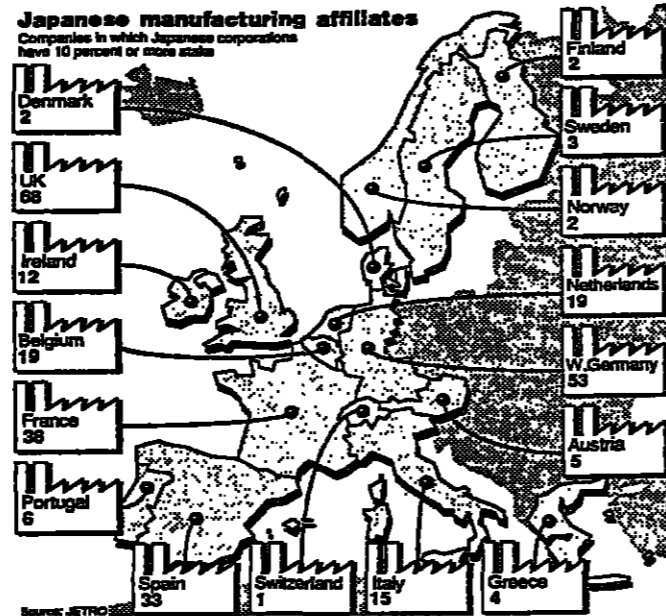 Japanese manufacturing affiliates
Companies in which Japanese corporations
have 10 percent or more stake
Denmark
2
UK
68
Ireland
12
Belgium
19
France
38
Portugal
6
Finland
2
Sweden
3
Norway
2
Netherlands
19
W.Germany
53
Austria
5
Spain
33
Switzerland
1
Italy
15
Greece
4
Source: JETRO